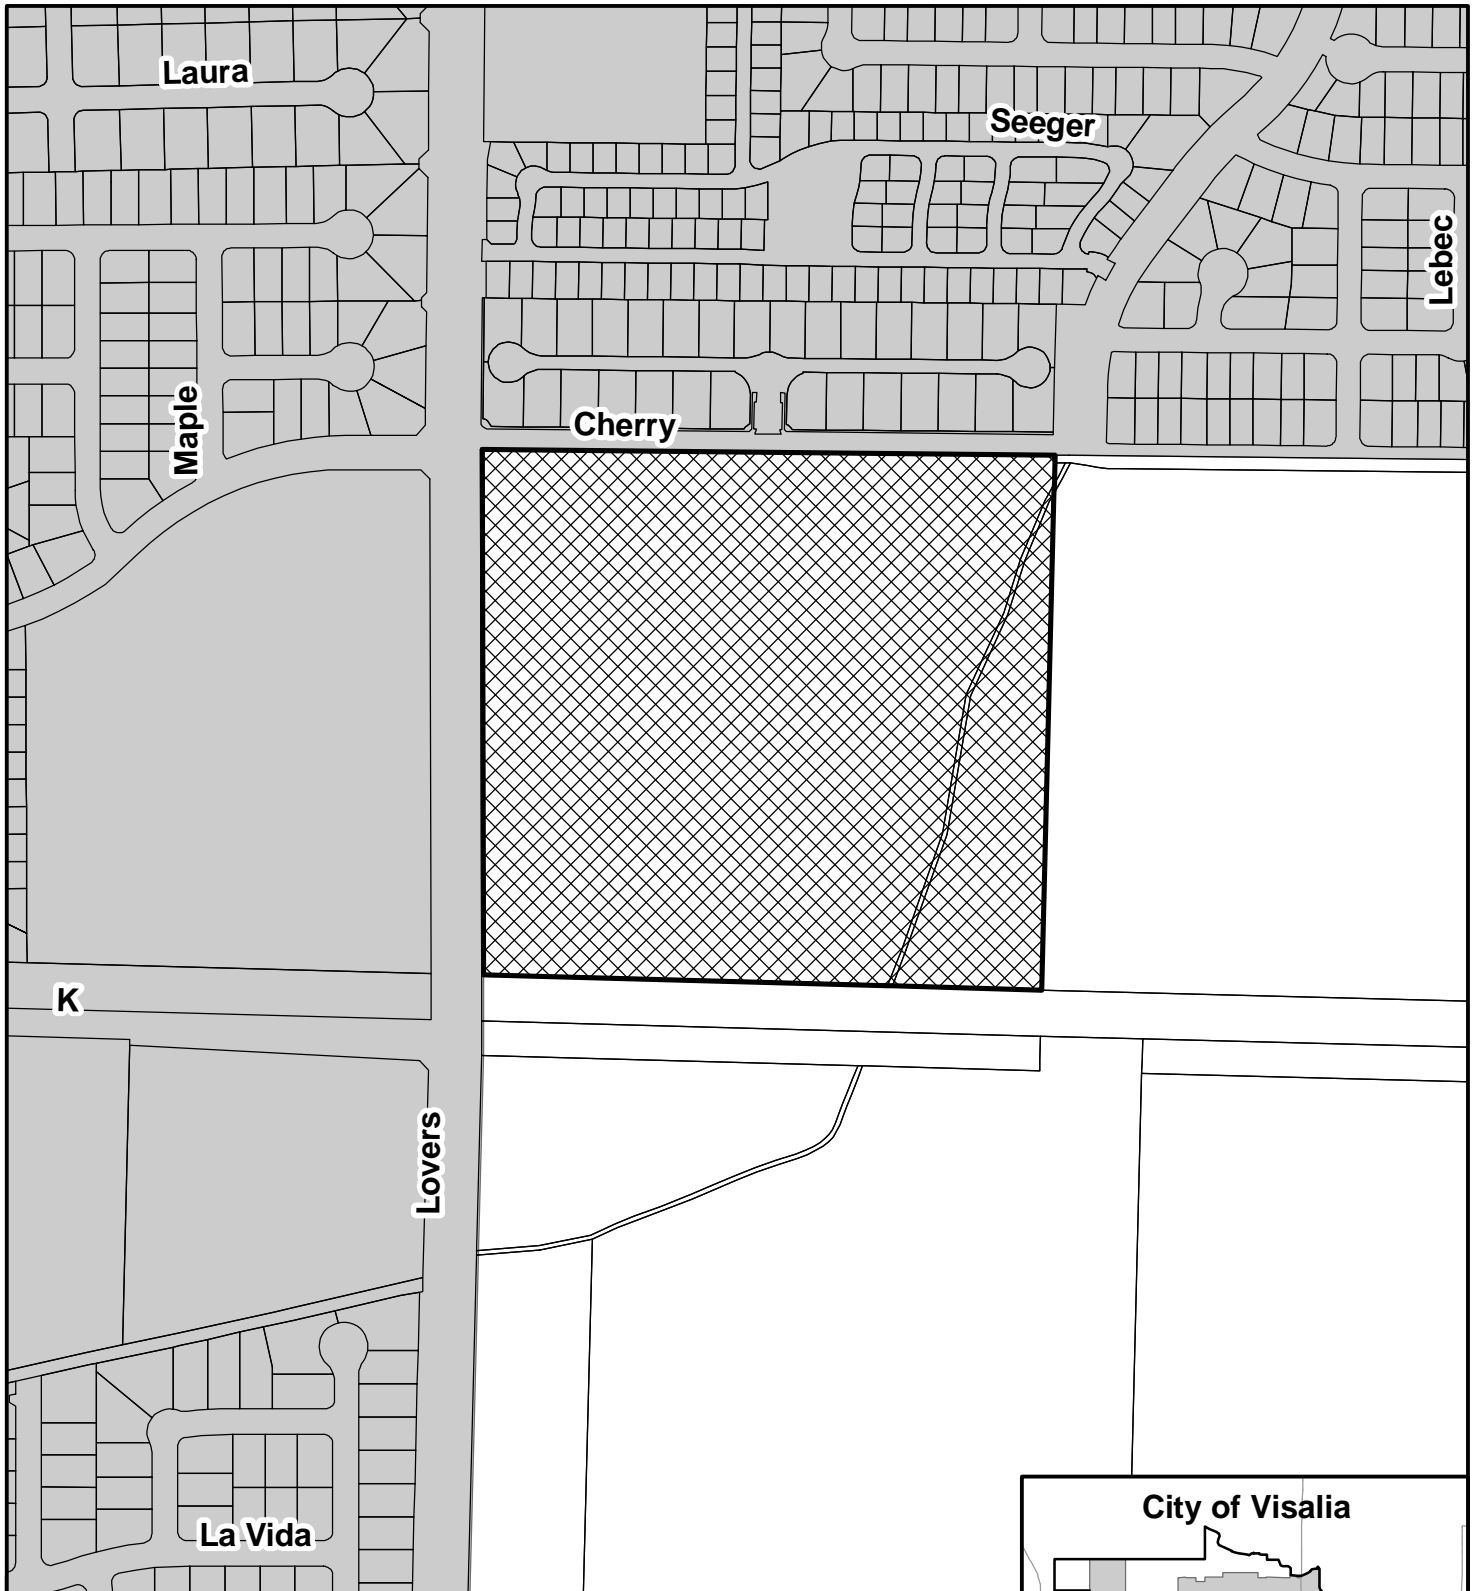 Laura
Seeger
Lebec
Maple
Cherry
K
Lovers
City of Visalia
La Vida